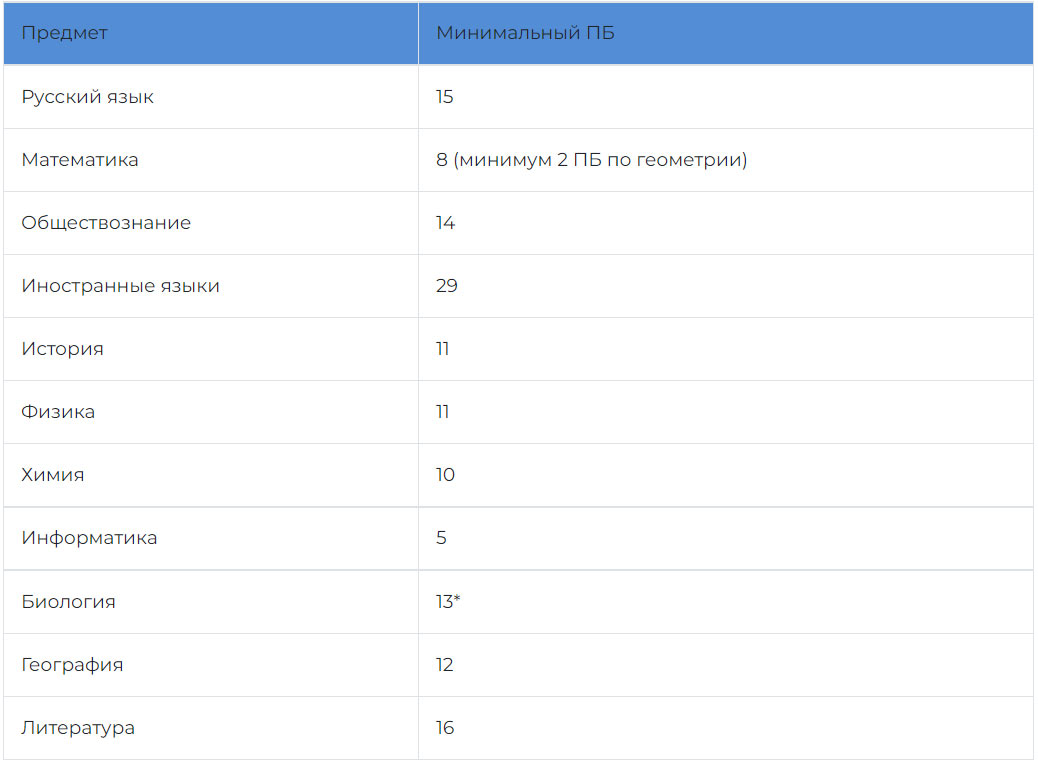 Предмет Минимальный ПБ
Русский язык 15
Математика 8 (минимум 2 ПБ по геометрии)
Обществознание 14
Иностранные языки 29
История 11
Физика 11
Химия 10
Информатика 5
Биология 13*
География 12
Литература 16